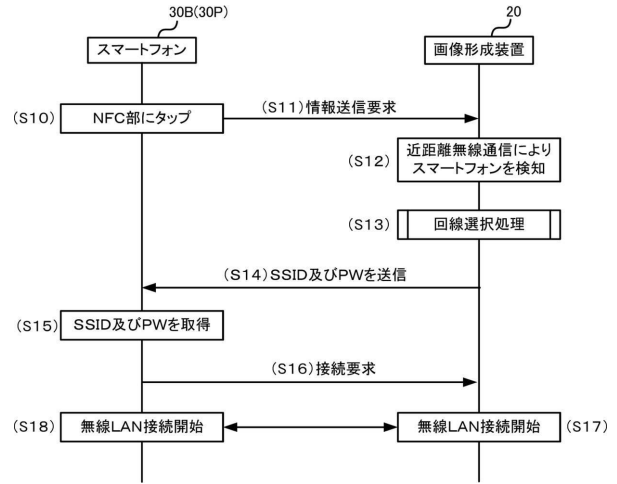 30B(30P)
20
スマートフォン
画像形成装置
(S10)
NFC部にタップ
(S11)情報送信要求
(S12)
近距離無線通信により
スマートフォンを検知
(S13)
回線選択処理
(S14)SSID及びPWを送信
(S15)
SSID及びPWを取得
(S16)接続要求
(S18)
無線LAN接続開始
無線LAN接続開始
(S17)